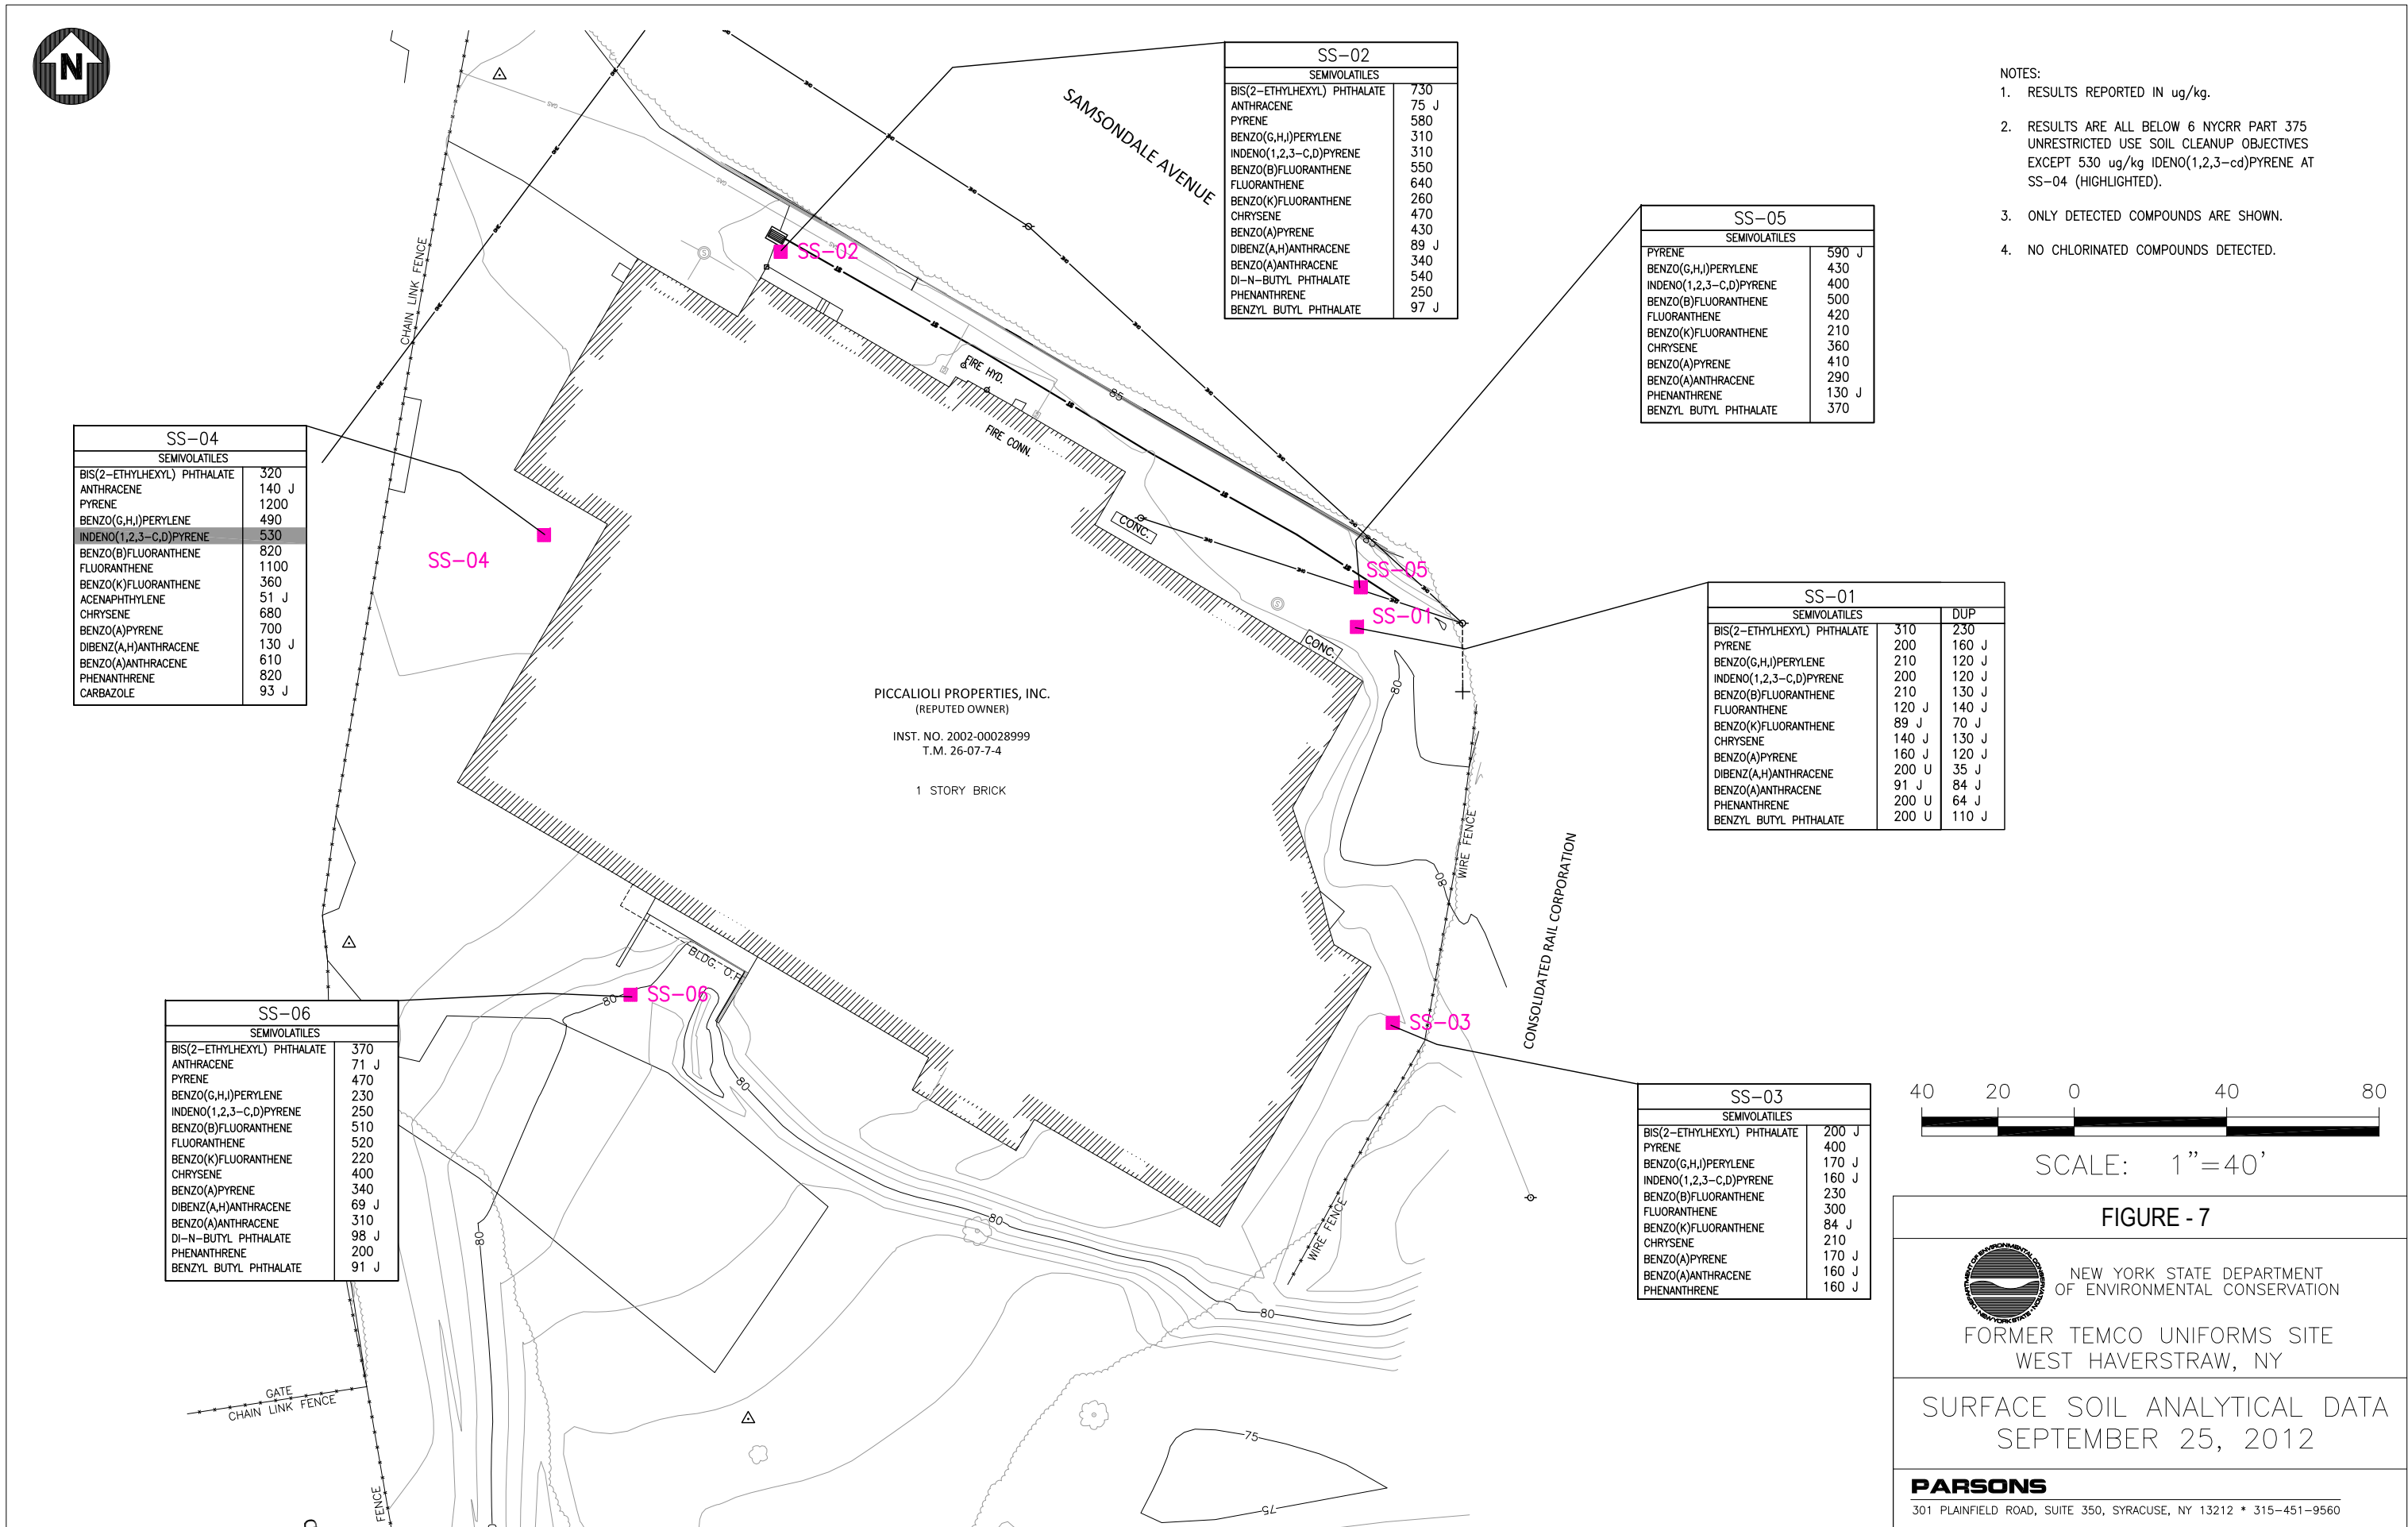 N
SS-02
SEMIVOLATILES
BIS(2-ETHYLHEXYL) PHTHALATE 730
ANTHRACENE 75 J
PYRENE 580
BENZO(G,H,I)PERYLENE 310
INDENO(1,2,3-C,D)PYRENE 310
BENZO(B)FLUORANTHENE 550
FLUORANTHENE 640
BENZO(K)FLUORANTHENE 260
CHRYSENE 470
BENZO(A)PYRENE 430
DIBENZ(A,H)ANTHRACENE 89 J
BENZO(A)ANTHRACENE 340
DI-N-BUTYL PHTHALATE 540
PHENANTHRENE 250
BENZYL BUTYL PHTHALATE 97 J
NOTES:
1. RESULTS REPORTED IN ug/kg.
2. RESULTS ARE ALL BELOW 6 NYCRR PART 375
UNRESTRICTED USE SOIL CLEANUP OBJECTIVES
EXCEPT 530 ug/kg IDENO(1,2,3-cd)PYRENE AT
SS-04 (HIGHLIGHTED).
3. ONLY DETECTED COMPOUNDS ARE SHOWN.
4. NO CHLORINATED COMPOUNDS DETECTED.
SAMSONDALE AVENUE
SS-05
SEMIVOLATILES
PYRENE 590 J
BENZO(G,H,I)PERYLENE 430
INDENO(1,2,3-C,D)PYRENE 400
BENZO(B)FLUORANTHENE 500
FLUORANTHENE 420
BENZO(K)FLUORANTHENE 210
CHRYSENE 360
BENZO(A)PYRENE 410
BENZO(A)ANTHRACENE 290
PHENANTHRENE 130 J
BENZYL BUTYL PHTHALATE 370
CHAIN LINK FENCE
SS-02
GAS
GAS
GAS
GAS
S
FIRE HYD.
FIRE CONN.
85
85
SS-04
SEMIVOLATILES
BIS(2-ETHYLHEXYL) PHTHALATE 320
ANTHRACENE 140 J
PYRENE 1200
BENZO(G,H,I)PERYLENE 490
INDENO(1,2,3-C,D)PYRENE 530
BENZO(B)FLUORANTHENE 820
FLUORANTHENE 1100
BENZO(K)FLUORANTHENE 360
ACENAPHTHYLENE 51 J
CHRYSENE 680
BENZO(A)PYRENE 700
DIBENZ(A,H)ANTHRACENE 130 J
BENZO(A)ANTHRACENE 610
PHENANTHRENE 820
CARBAZOLE 93 J
SS-04
CONC.
SS-05
SS-01
S
CONC.
80
SS-01
SEMIVOLATILES DUP
BIS(2-ETHYLHEXYL) PHTHALATE 310 230
PYRENE 200 160 J
BENZO(G,H,I)PERYLENE 210 120 J
INDENO(1,2,3-C,D)PYRENE 200 120 J
BENZO(B)FLUORANTHENE 210 130 J
FLUORANTHENE 120 J 140 J
BENZO(K)FLUORANTHENE 89 J 70 J
CHRYSENE 140 J 130 J
BENZO(A)PYRENE 160 J 120 J
DIBENZ(A,H)ANTHRACENE 200 U 35 J
BENZO(A)ANTHRACENE 91 J 84 J
PHENANTHRENE 200 U 64 J
BENZYL BUTYL PHTHALATE 200 U 110 J
PICCALIOLI PROPERTIES, INC.
(REPUTED OWNER)
INST. NO. 2002-00028999
T.M. 26-07-7-4
1 STORY BRICK
WIRE FENCE
80
CONSOLIDATED RAIL CORPORATION
BLDG. O.H
80
SS-06
SS-03
SS-06
SEMIVOLATILES
BIS(2-ETHYLHEXYL) PHTHALATE 370
ANTHRACENE 71 J
PYRENE 470
BENZO(G,H,I)PERYLENE 230
INDENO(1,2,3-C,D)PYRENE 250
BENZO(B)FLUORANTHENE 510
FLUORANTHENE 520
BENZO(K)FLUORANTHENE 220
CHRYSENE 400
BENZO(A)PYRENE 340
DIBENZ(A,H)ANTHRACENE 69 J
BENZO(A)ANTHRACENE 310
DI-N-BUTYL PHTHALATE 98 J
PHENANTHRENE 200
BENZYL BUTYL PHTHALATE 91 J
80
80
80
80
WIRE FENCE
SS-03
SEMIVOLATILES
BIS(2-ETHYLHEXYL) PHTHALATE 200 J
PYRENE 400
BENZO(G,H,I)PERYLENE 170 J
INDENO(1,2,3-C,D)PYRENE 160 J
BENZO(B)FLUORANTHENE 230
FLUORANTHENE 300
BENZO(K)FLUORANTHENE 84 J
CHRYSENE 210
BENZO(A)PYRENE 170 J
BENZO(A)ANTHRACENE 160 J
PHENANTHRENE 160 J
40 20 0 40 80
SCALE: 1"=40'
GATE
CHAIN LINK FENCE
FENCE
75
75
FIGURE - 7
NEW YORK STATE DEPARTMENT
OF ENVIRONMENTAL CONSERVATION
FORMER TEMCO UNIFORMS SITE
WEST HAVERSTRAW, NY
SURFACE SOIL ANALYTICAL DATA
SEPTEMBER 25, 2012
PARSONS
301 PLAINFIELD ROAD, SUITE 350, SYRACUSE, NY 13212 * 315-451-9560